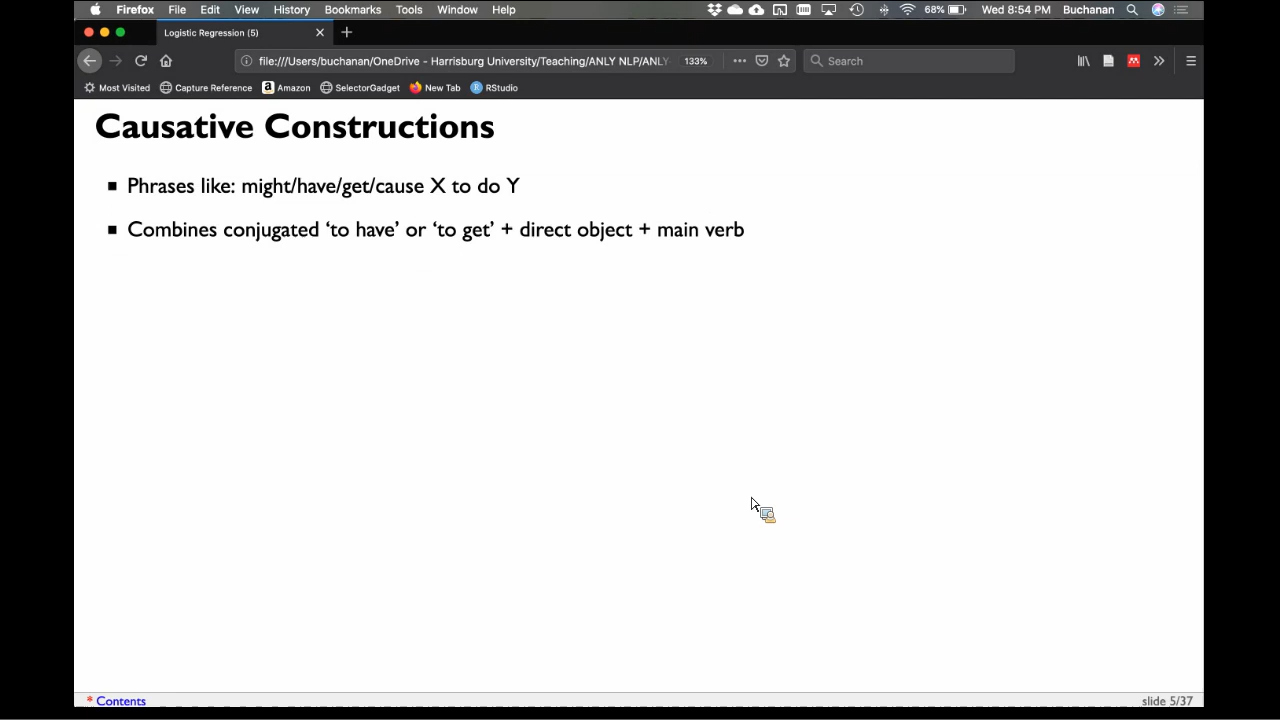 Firefox File Edit View History Bookmarks Tools Window Help 68% Wed 8:54 PM Buchanan
Logistic Regression (5)
file:///Users/buchanan/OneDrive - Harrisburg University/Teaching/ANLY NLP/ANLY 133% Search
Most Visited Capture Reference Amazon SelectorGadget New Tab RStudio
Causative Constructions
Phrases like: might/have/get/cause X to do Y
Combines conjugated ‘to have’ or ‘to get’ + direct object + main verb
* Contents slide 5/37